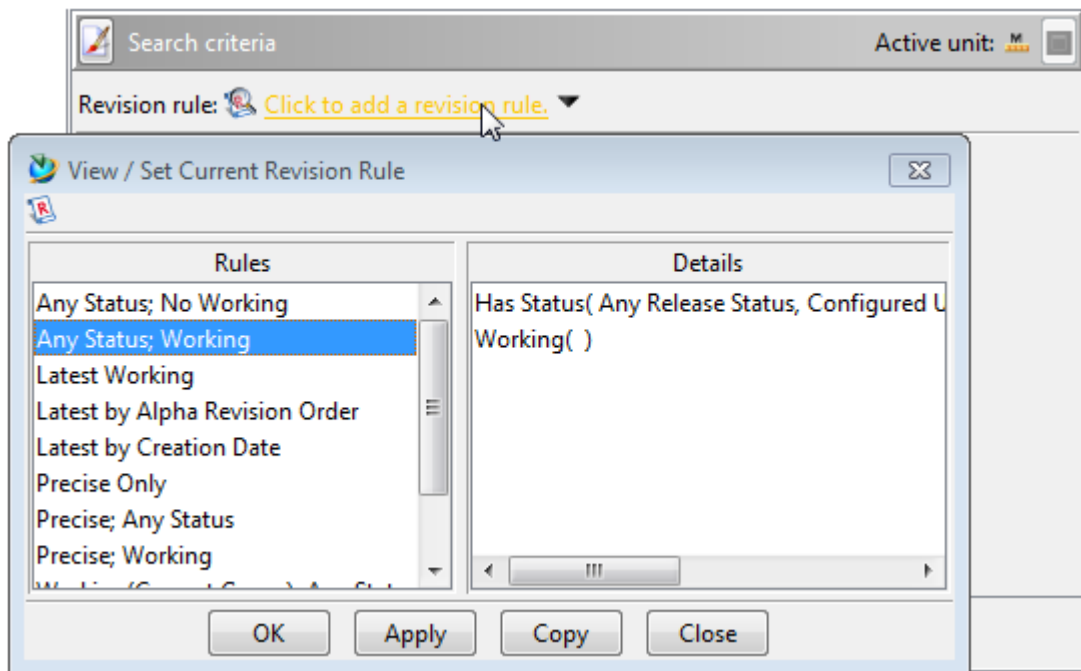 Search criteria
Active unit: M
Revision rule: Click to add a revision rule.
View / Set Current Revision Rule
R
Rules
Any Status; No Working
Any Status; Working
Latest Working
Latest by Alpha Revision Order
Latest by Creation Date
Precise Only
Precise; Any Status
Precise; Working
Details
Has Status( Any Release Status, Configured U
Working( )
OK
Apply
Copy
Close